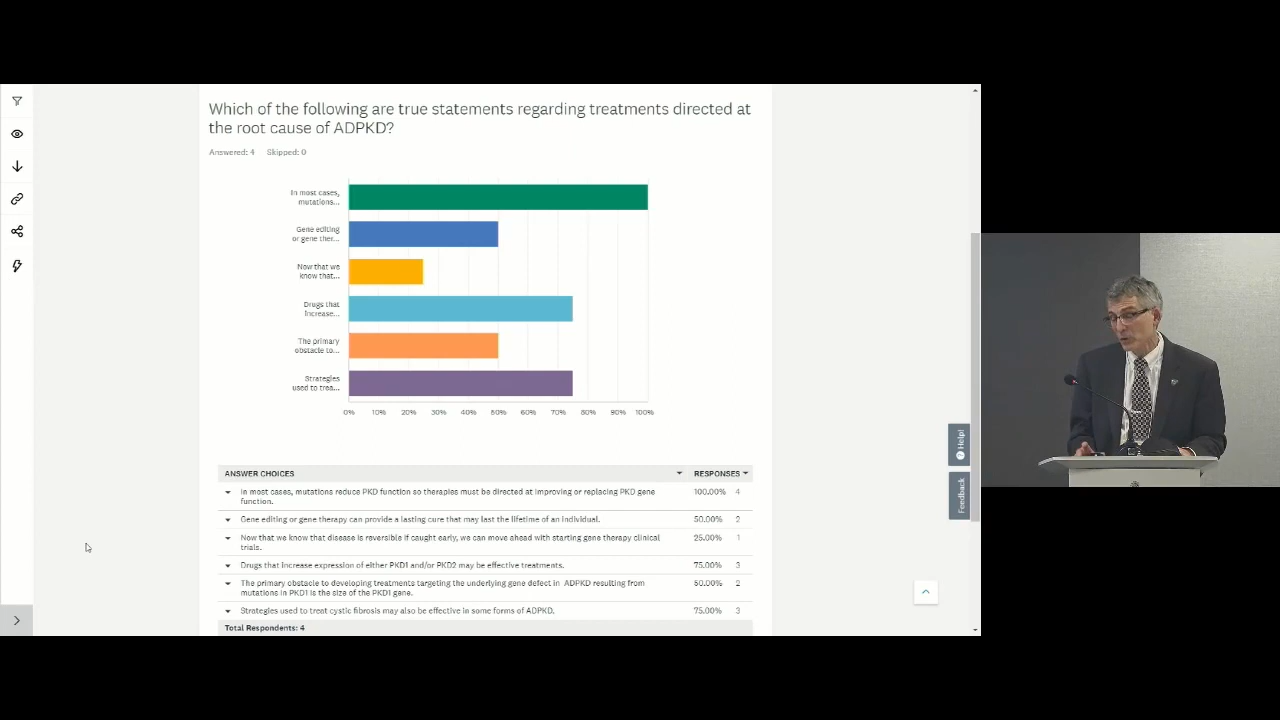 Which of the following are true statements regarding treatments directed at
the root cause of ADPKD?
Answered: 4 Skipped: 0
In most cases,
mutations...
Gene editing
or gene ther...
Now that we
know that...
Drugs that
increase...
The primary
obstacle to...
Strategies
used to trea...
0% 10% 20% 30% 40% 50% 60% 70% 80% 90% 100%
ANSWER CHOICES RESPONSES
In most cases, mutations reduce PKD function so therapies must be directed at improving or replacing PKD gene
function.
100.00% 4
Gene editing or gene therapy can provide a lasting cure that may last the lifetime of an individual. 50.00% 2
Now that we know that disease is reversible if caught early, we can move ahead with starting gene therapy clinical
trials.
25.00% 1
Drugs that increase expression of either PKD1 and/or PKD2 may be effective treatments. 75.00% 3
The primary obstacle to developing treatments targeting the underlying gene defect in ADPKD resulting from
mutations in PKD1 is the size of the PKD1 gene.
50.00% 2
Strategies used to treat cystic fibrosis may also be effective in some forms of ADPKD. 75.00% 3
Total Respondents: 4
Help!
Feedback